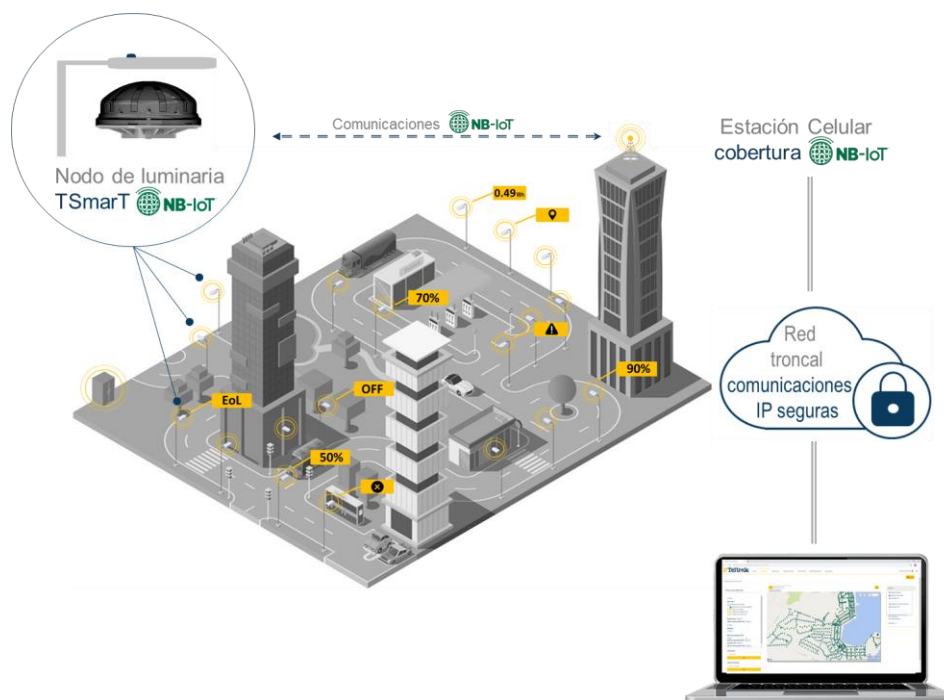 Nodo de luminaria
TSmarT NB-IoT
Comunicaciones NB-IoT
Estación Celular
cobertura NB-IoT
0.49
70%
90%
EoL
OFF
50%
Red
troncal
comunicaciones
IP seguras